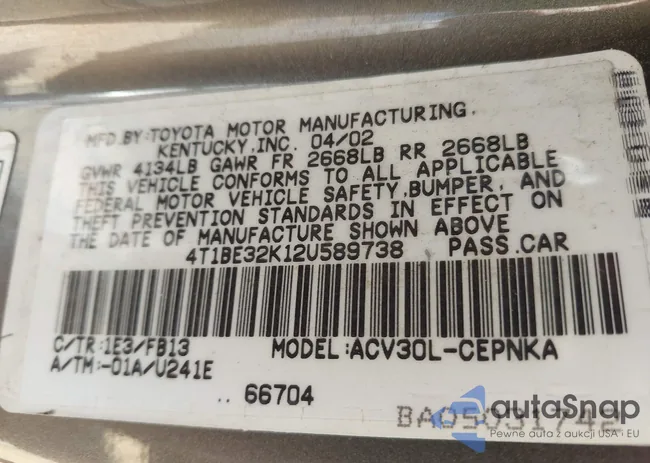 MFD.BY:TOYOTA MOTOR MANUFACTURING,
KENTUCKY,INC. 04/02
GVWR 4134LB GAWR FR 2668LB RR 2668LB
THIS VEHICLE CONFORMS TO ALL APPLICABLE
FEDERAL MOTOR VEHICLE SAFETY,BUMPER, AND
THEFT PREVENTION STANDARDS IN EFFECT ON
THE DATE OF MANUFACTURE SHOWN ABOVE
4T1BE32K12U589738 PASS.CAR
C/TR:1E3/FB13 MODEL:ACV30L-CEPNKA
A/TM:-01A/U241E
.. 66704
BA05031742
autoSnap
Pewne auta z aukcji USA i EU